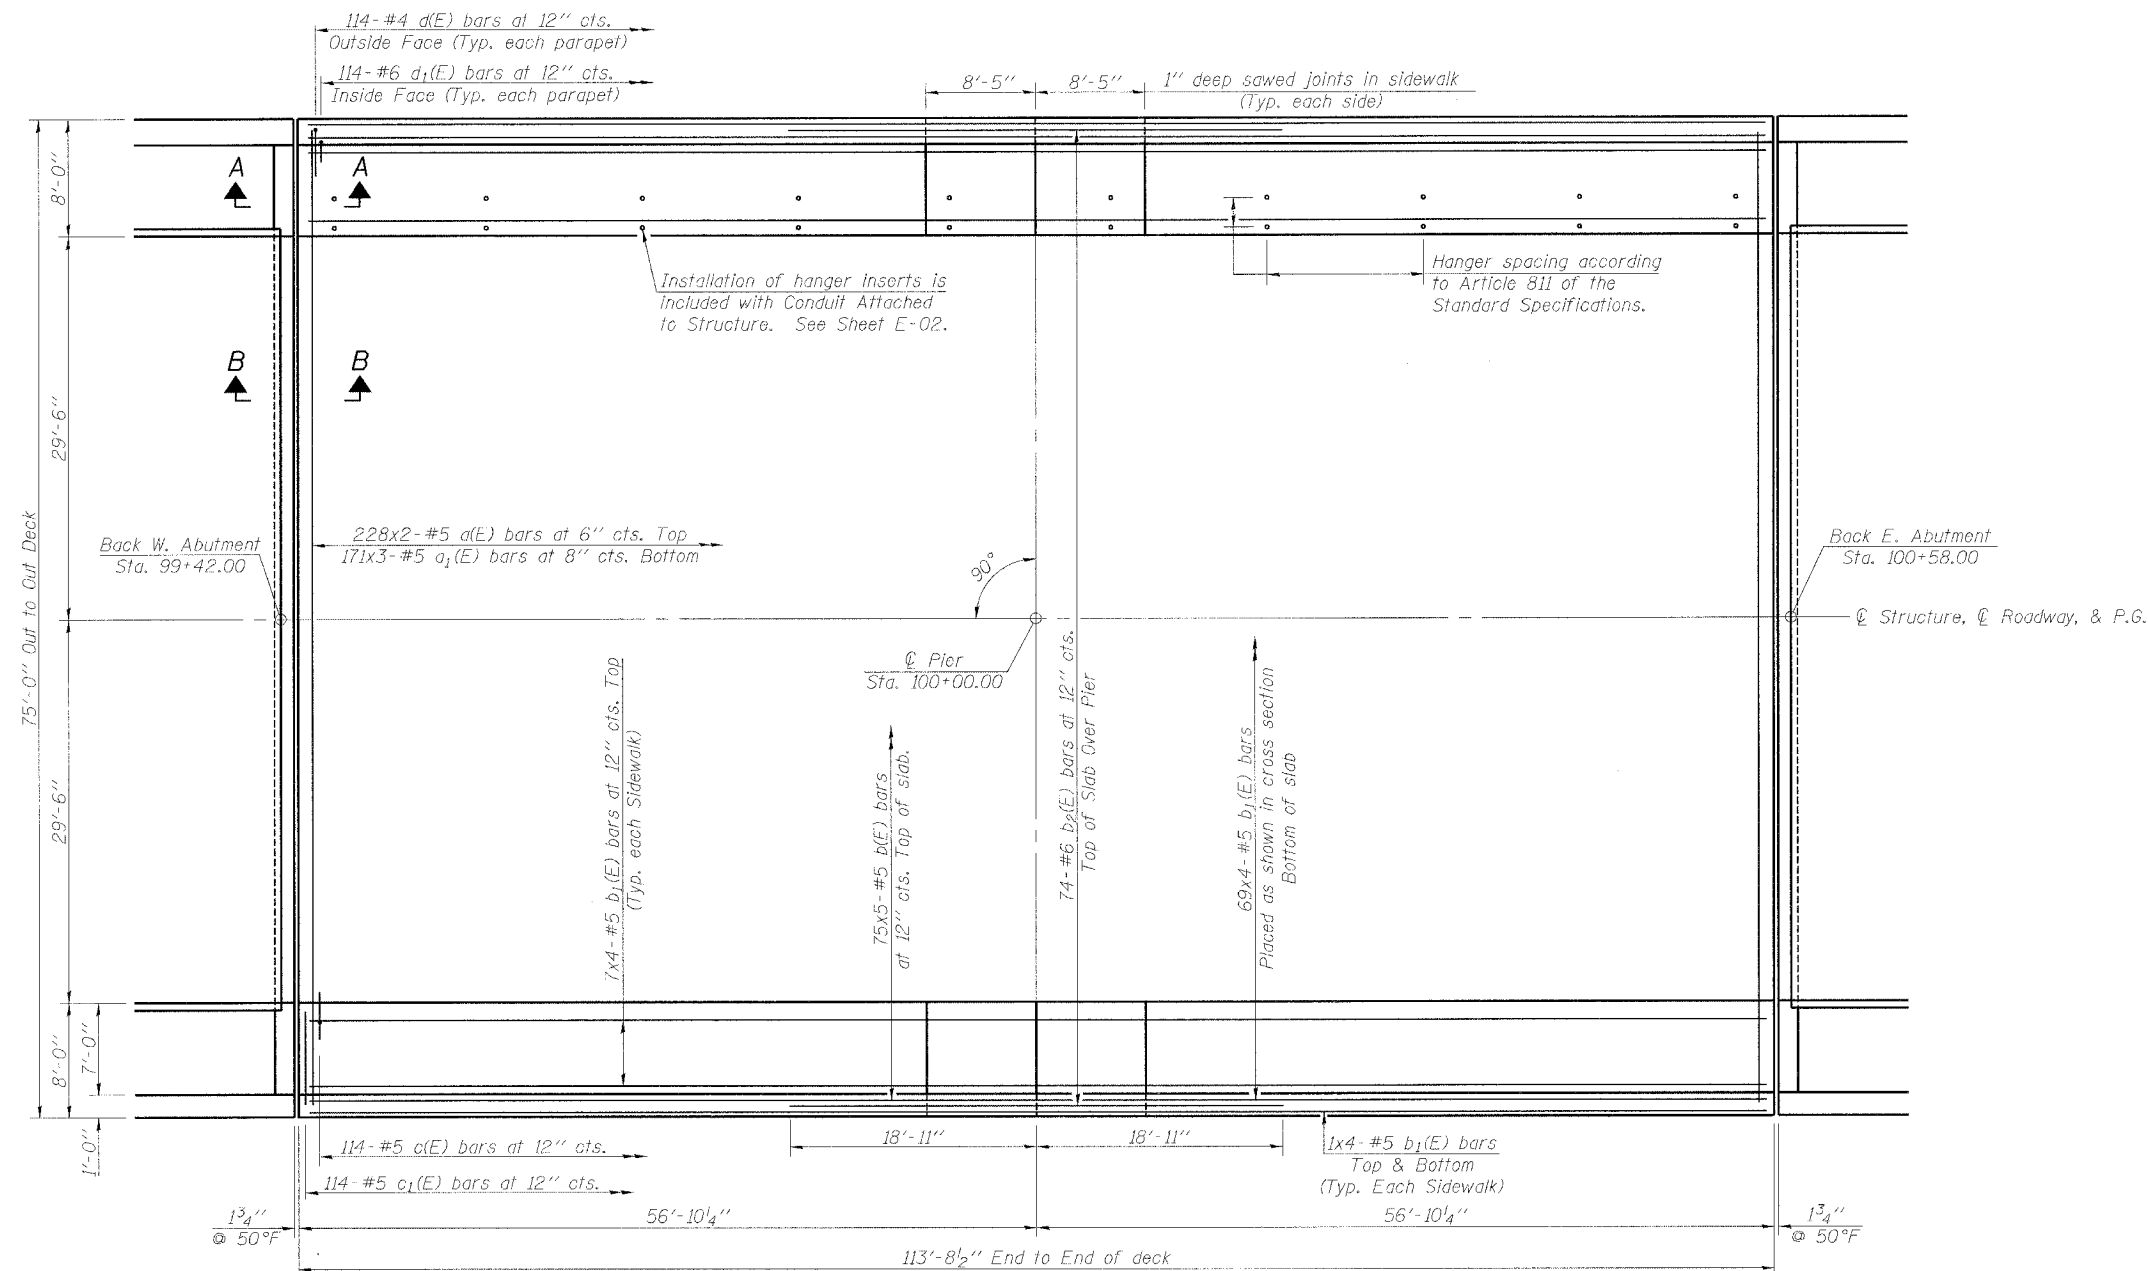 114-#4 d(E) bars at 12" cts.
Outside Face (Typ. each parapet)
114-#6 d₁(E) bars at 12" cts.
Inside Face (Typ. each parapet)
8'-5"
8'-5"
1" deep sawed joints in sidewalk
(Typ. each side)
A
A
8'-0"
Installation of hanger inserts is
included with Conduit Attached
to Structure. See Sheet E-02.
Hanger spacing according
to Article 811 of the
Standard Specifications.
B
B
29'-6"
75'-0" Out to Out Deck
Back W. Abutment
Sta. 99+42.00
228x2-#5 a(E) bars at 6" cts. Top
171x3-#5 a₁(E) bars at 8" cts. Bottom
90°
Back E. Abutment
Sta. 100+58.00
℄ Structure, ℄ Roadway, & P.G.
℄ Pier
Sta. 100+00.00
29'-6"
7x4-#5 b₁(E) bars at 12" cts. Top
(Typ. each Sidewalk)
75x5-#5 b(E) bars
at 12" cts. Top of slab.
74-#6 b₂(E) bars at 12" cts.
Top of Slab Over Pier
69x4-#5 b₁(E) bars
Placed as shown in cross section
Bottom of slab
8'-0"
7'-0"
1'-0"
114-#5 c(E) bars at 12" cts.
114-#5 c₁(E) bars at 12" cts.
18'-11"
18'-11"
1x4-#5 b₁(E) bars
Top & Bottom
(Typ. Each Sidewalk)
1¾"
@ 50°F
56'-10¼"
56'-10¼"
1¾"
@ 50°F
113'-8½" End to End of deck